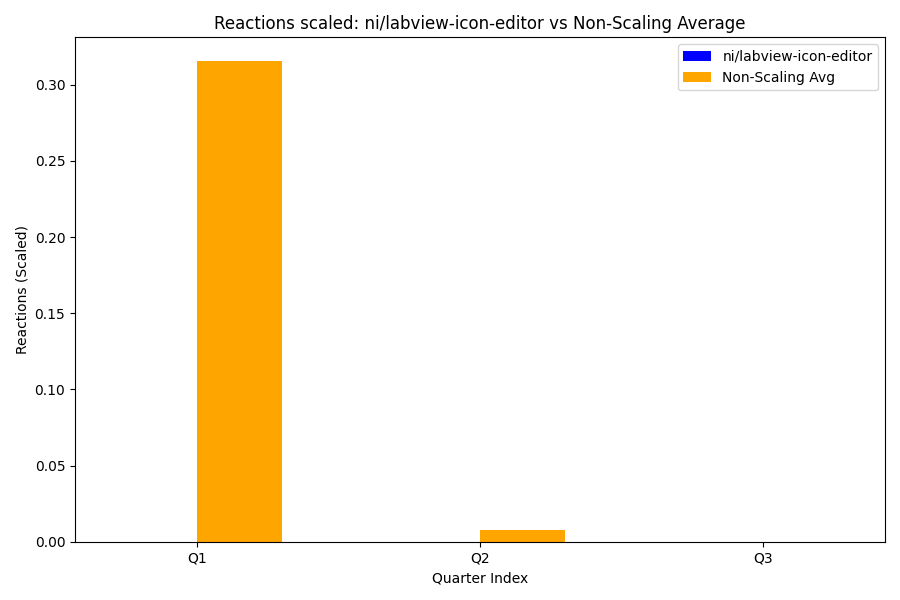 Reactions scaled: ni/labview-icon-editor vs Non-Scaling Average
ni/labview-icon-editor
Non-Scaling Avg
Reactions (Scaled)
0.30
0.25
0.20
0.15
0.10
0.05
0.00
Q1 Q2 Q3
Quarter Index